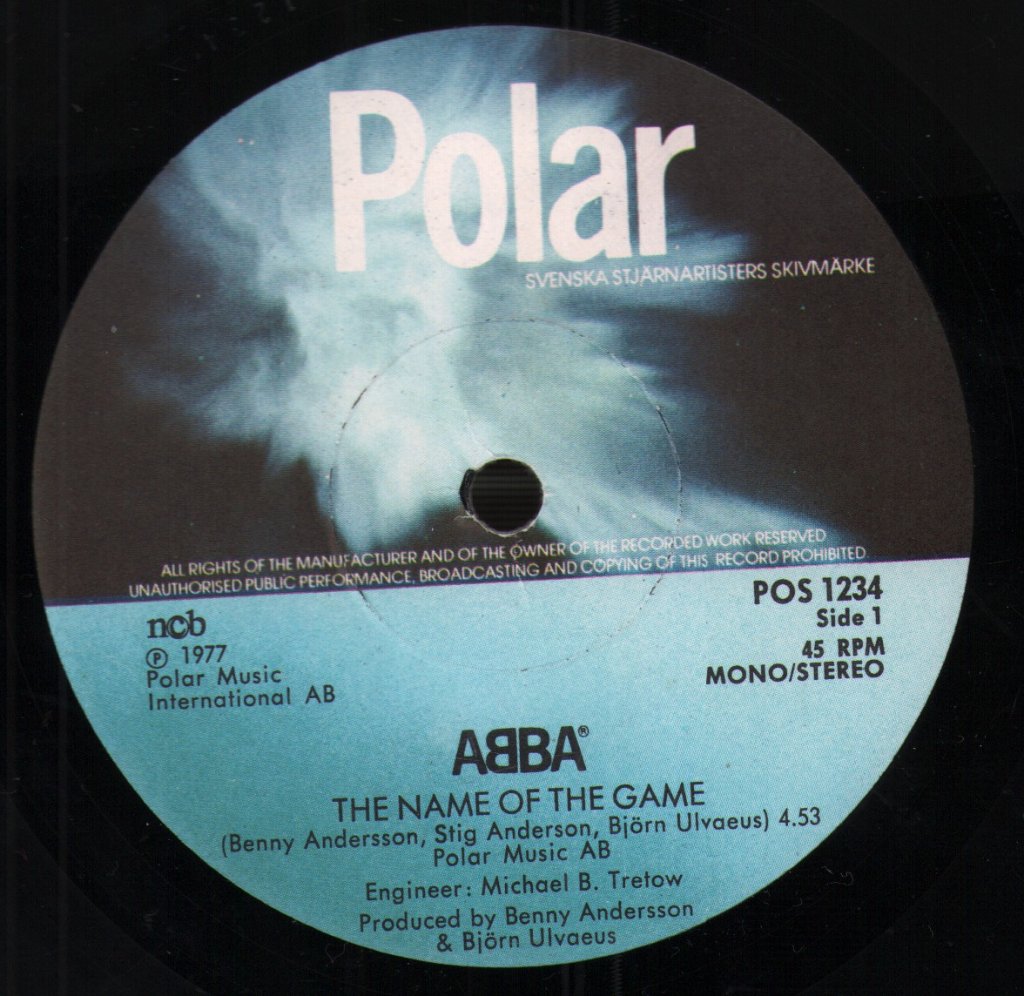 Polar
SVENSKA STJÄRNARTISTERS SKIVMÄRKE
ALL RIGHTS OF THE MANUFACTURER AND OF THE OWNER OF THE RECORDED WORK RESERVED
UNAUTHORISED PUBLIC PERFORMANCE, BROADCASTING AND COPYING OF THIS RECORD PROHIBITED
ncb
℗ 1977
Polar Music
International AB
POS 1234
Side 1
45 RPM
MONO/STEREO
ABBA®
THE NAME OF THE GAME
(Benny Andersson, Stig Anderson, Björn Ulvaeus) 4.53
Polar Music AB
Engineer: Michael B. Tretow
Produced by Benny Andersson
& Björn Ulvaeus